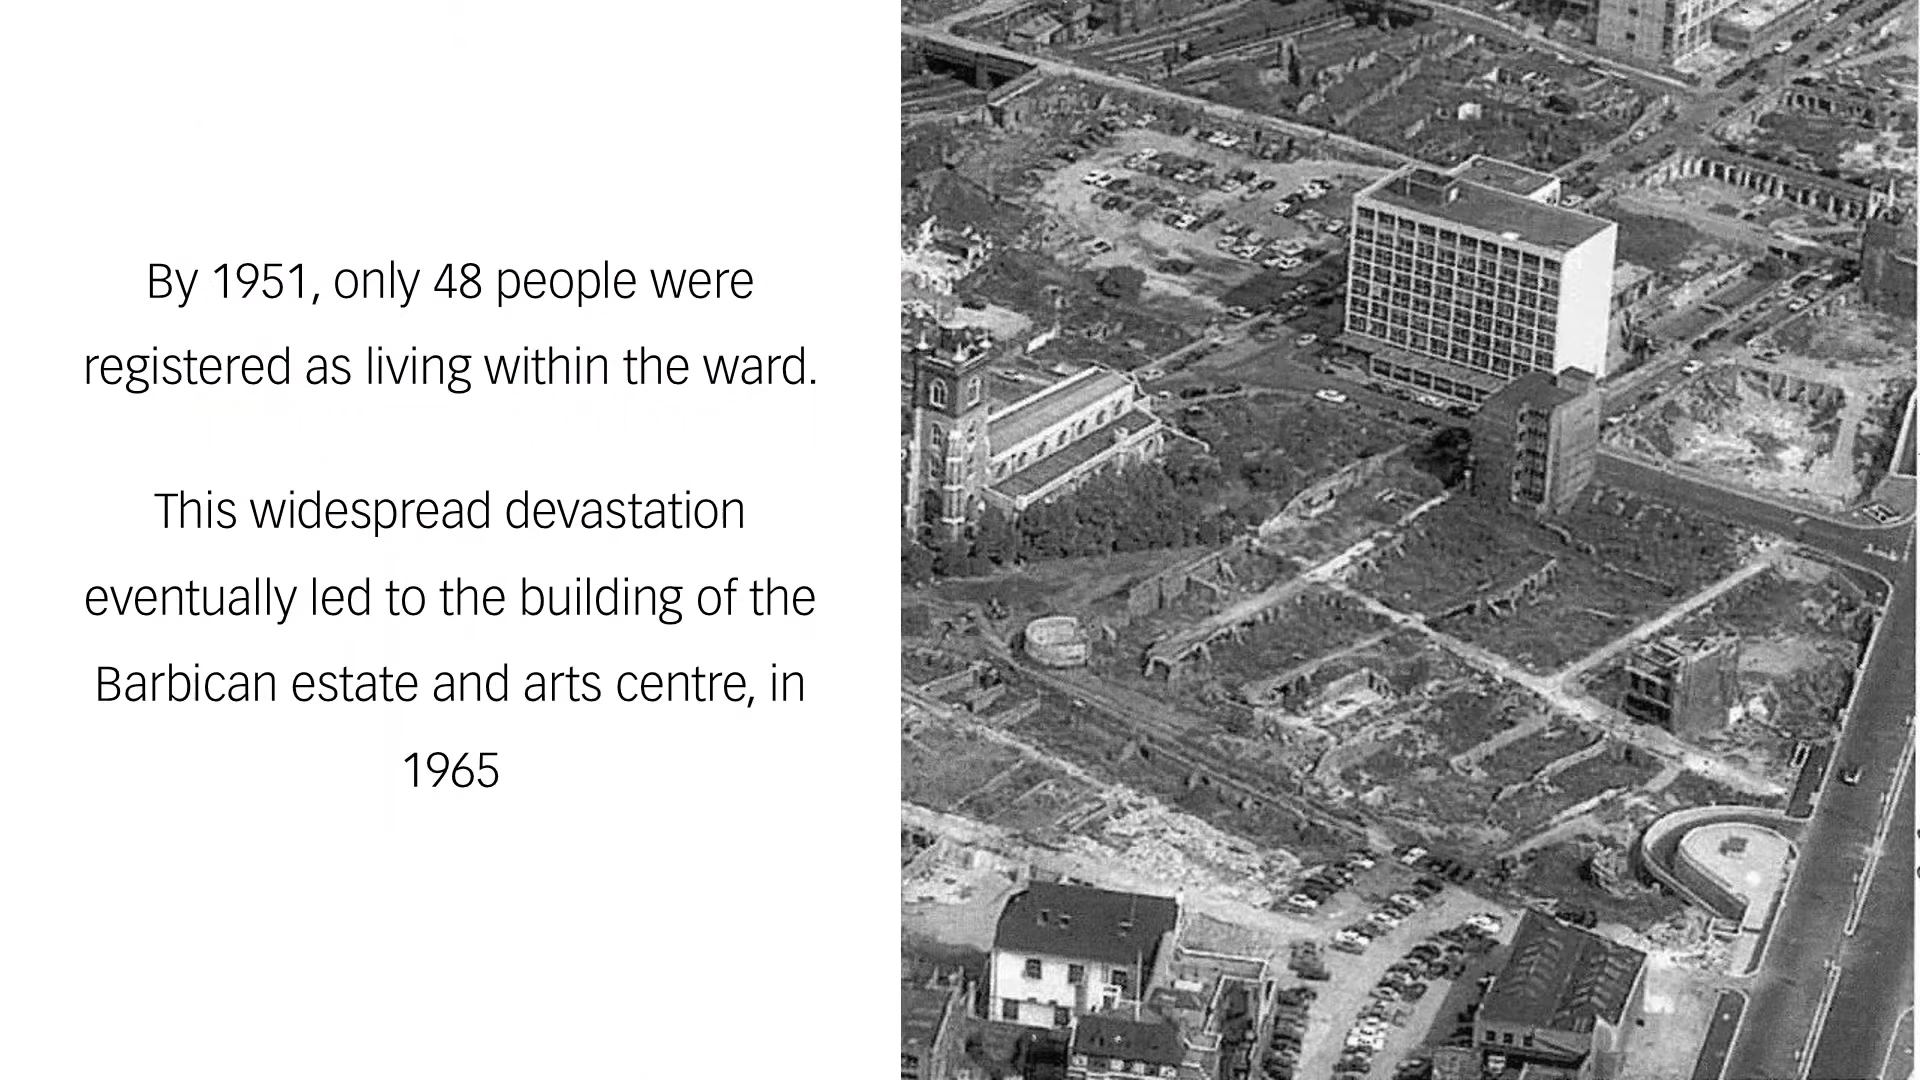 By 1951, only 48 people were
registered as living within the ward.
This widespread devastation
eventually led to the building of the
Barbican estate and arts centre, in
1965